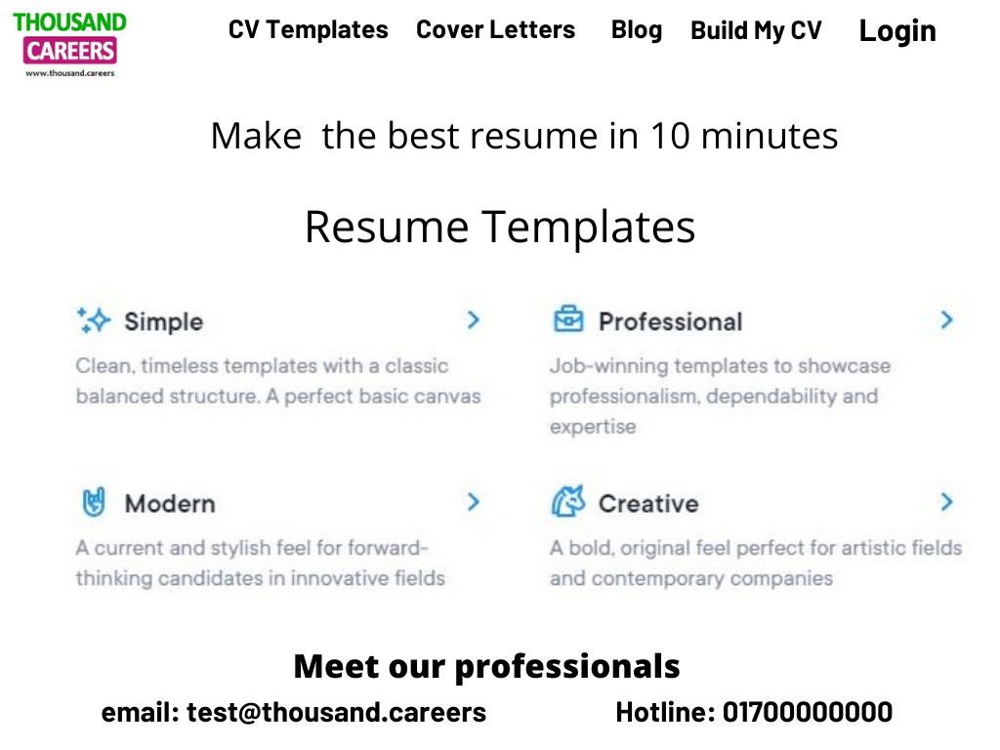 THOUSAND
CAREERS
www.thousand.careers
CV Templates Cover Letters Blog Build My CV Login
Make the best resume in 10 minutes
Resume Templates
Simple
Clean, timeless templates with a classic
balanced structure. A perfect basic canvas
Professional
Job-winning templates to showcase
professionalism, dependability and
expertise
Modern
A current and stylish feel for forward-
thinking candidates in innovative fields
Creative
A bold, original feel perfect for artistic fields
and contemporary companies
Meet our professionals
email: test@thousand.careers Hotline: 01700000000